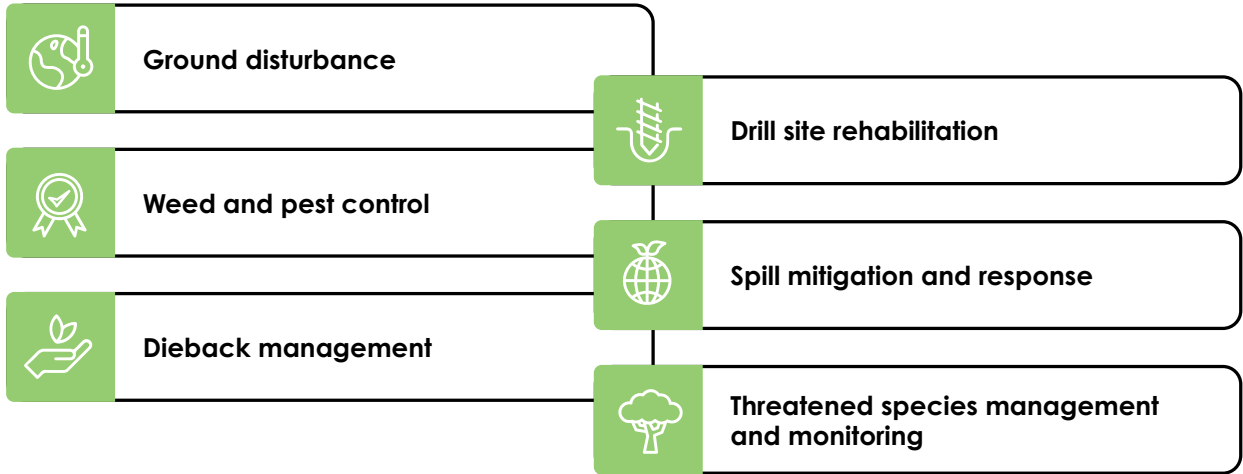 Ground disturbance
Drill site rehabilitation
Weed and pest control
Spill mitigation and response
Dieback management
Threatened species management
and monitoring